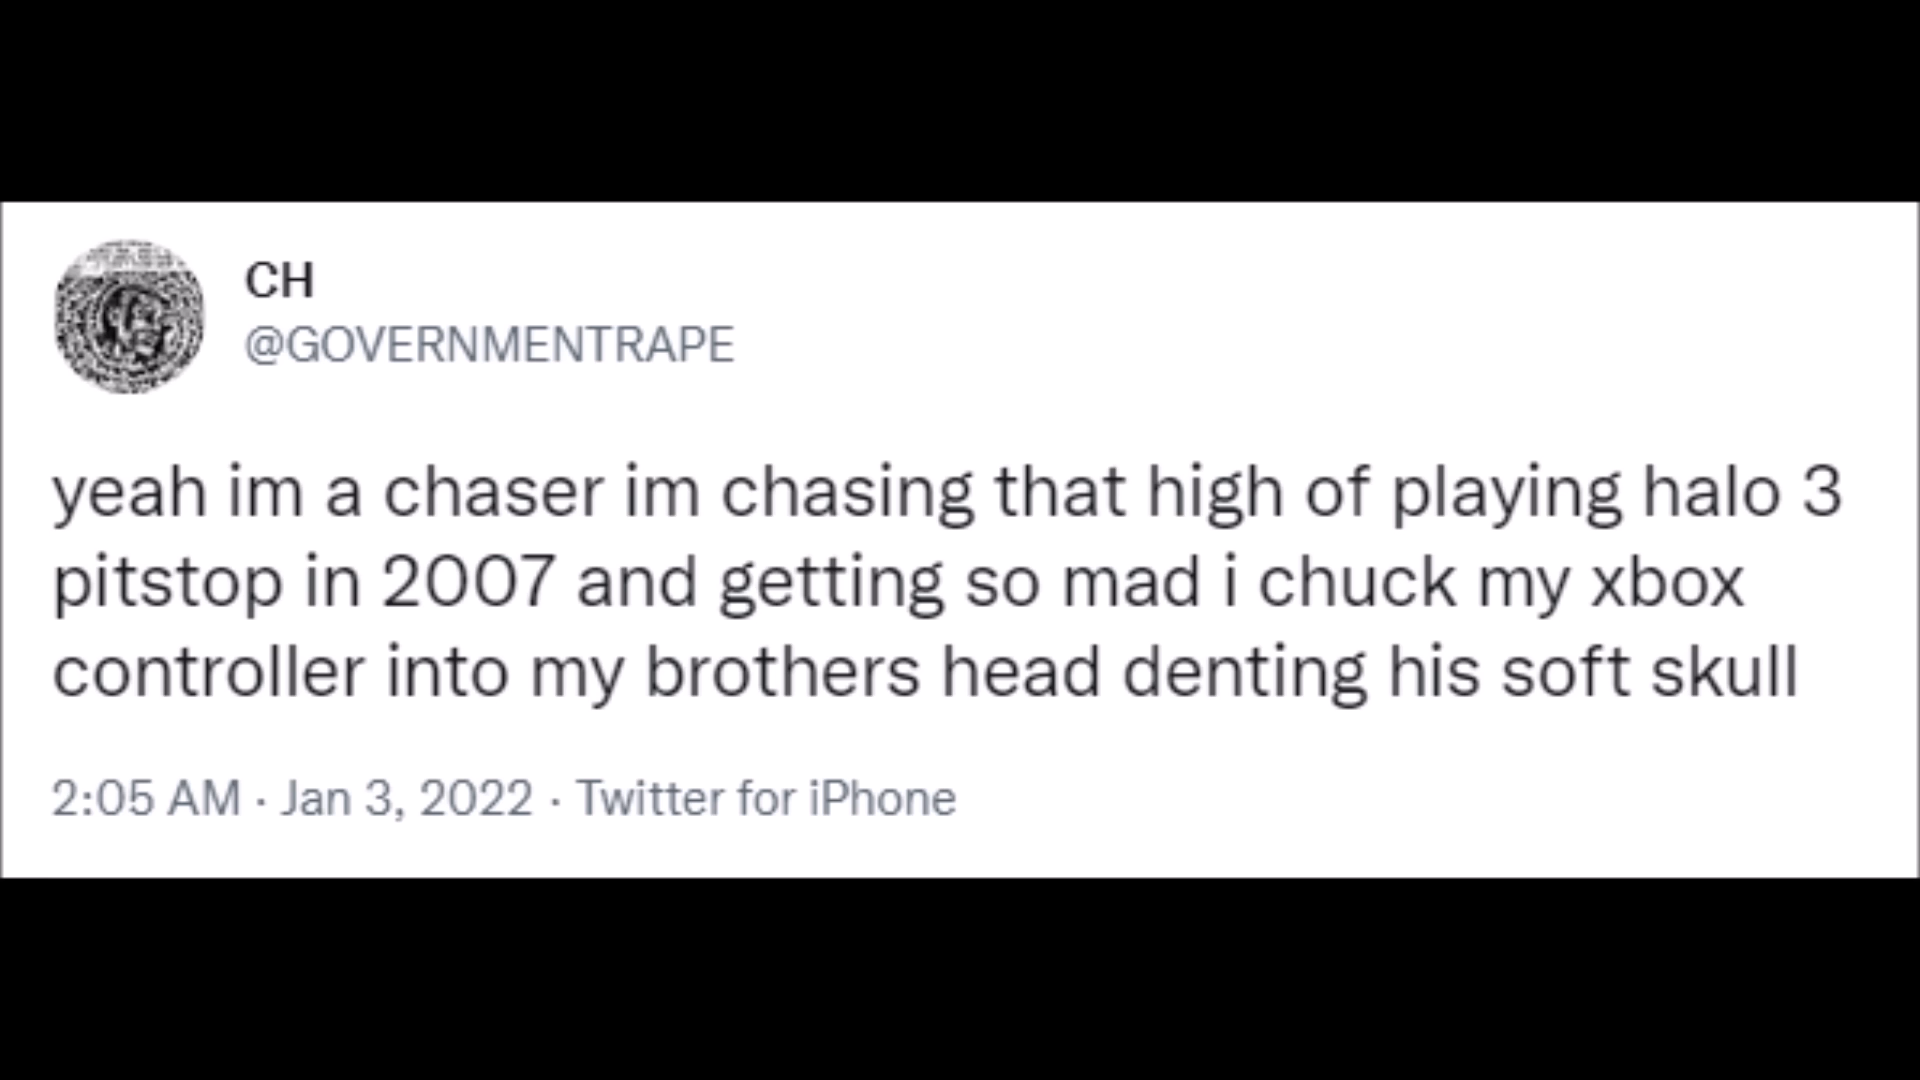 CH
@GOVERNMENTRAPE
yeah im a chaser im chasing that high of playing halo 3
pitstop in 2007 and getting so mad i chuck my xbox
controller into my brothers head denting his soft skull
2:05 AM · Jan 3, 2022 · Twitter for iPhone